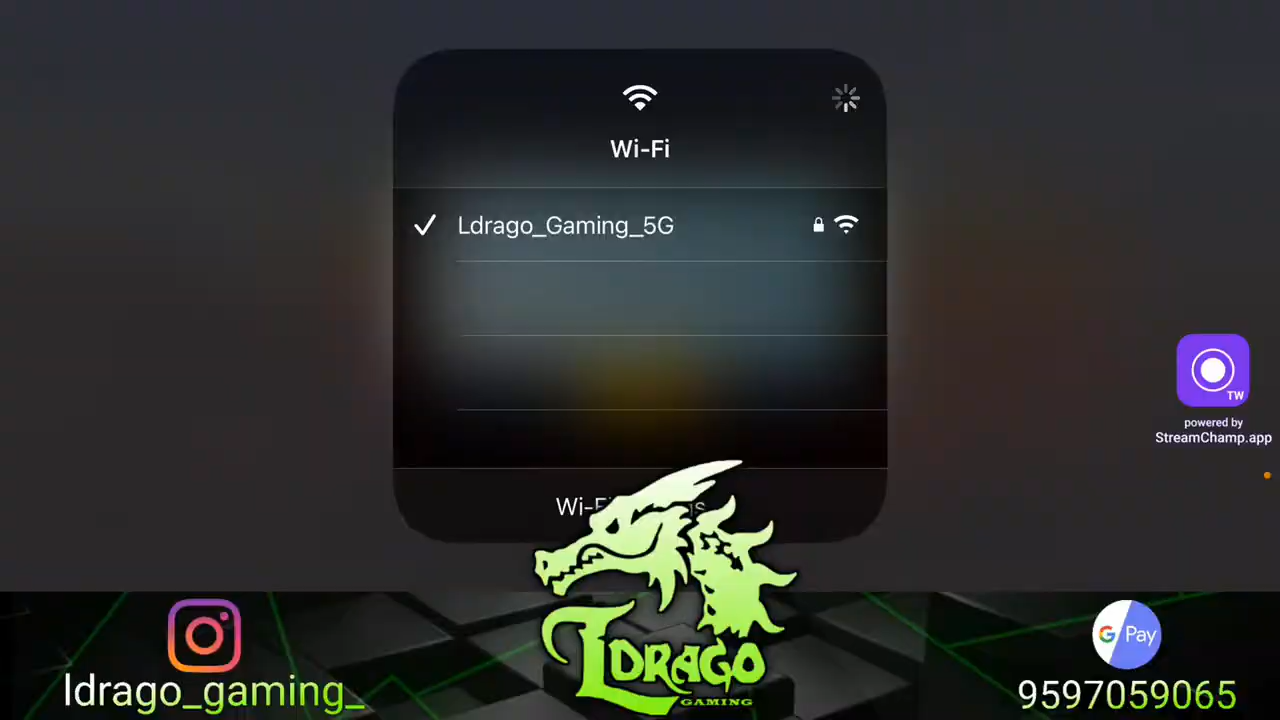 Wi-Fi
Ldrago_Gaming_5G
TW
powered by
StreamChamp.app
LDRAGO
GAMING
ldrago_gaming_
G Pay
9597059065